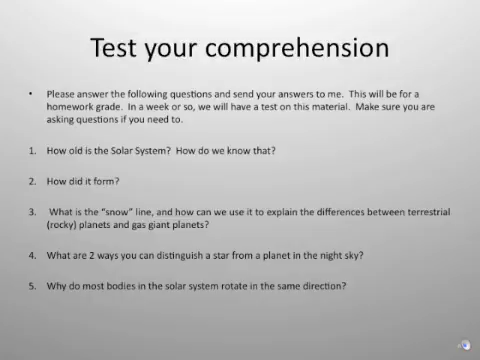 Test your comprehension
• Please answer the following questions and send your answers to me. This will be for a
homework grade. In a week or so, we will have a test on this material. Make sure you are
asking questions if you need to.
1. How old is the Solar System? How do we know that?
2. How did it form?
3. What is the “snow” line, and how can we use it to explain the differences between terrestrial
(rocky) planets and gas giant planets?
4. What are 2 ways you can distinguish a star from a planet in the night sky?
5. Why do most bodies in the solar system rotate in the same direction?